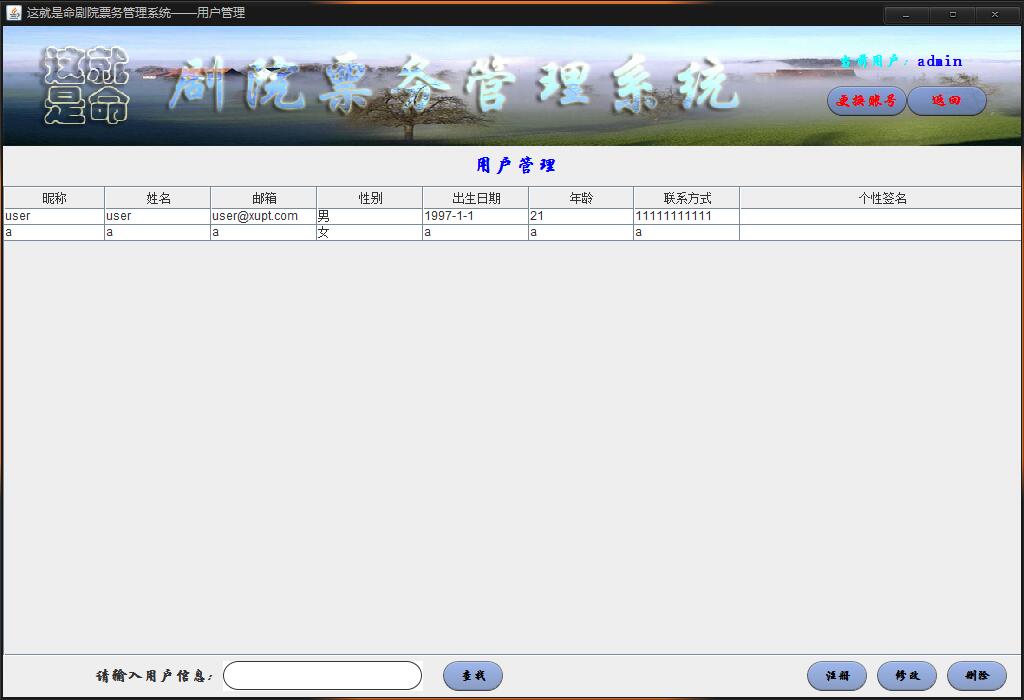 这就是命剧院票务管理系统——用户管理
这就
是命
剧院票务管理系统
当前用户：admin
更换账号 返回
用户管理
昵称 姓名 邮箱 性别 出生日期 年龄 联系方式 个性签名
user user user@xupt.com 男 1997-1-1 21 11111111111
a a a 女 a a a
请输入用户信息： 查找 注册 修改 删除